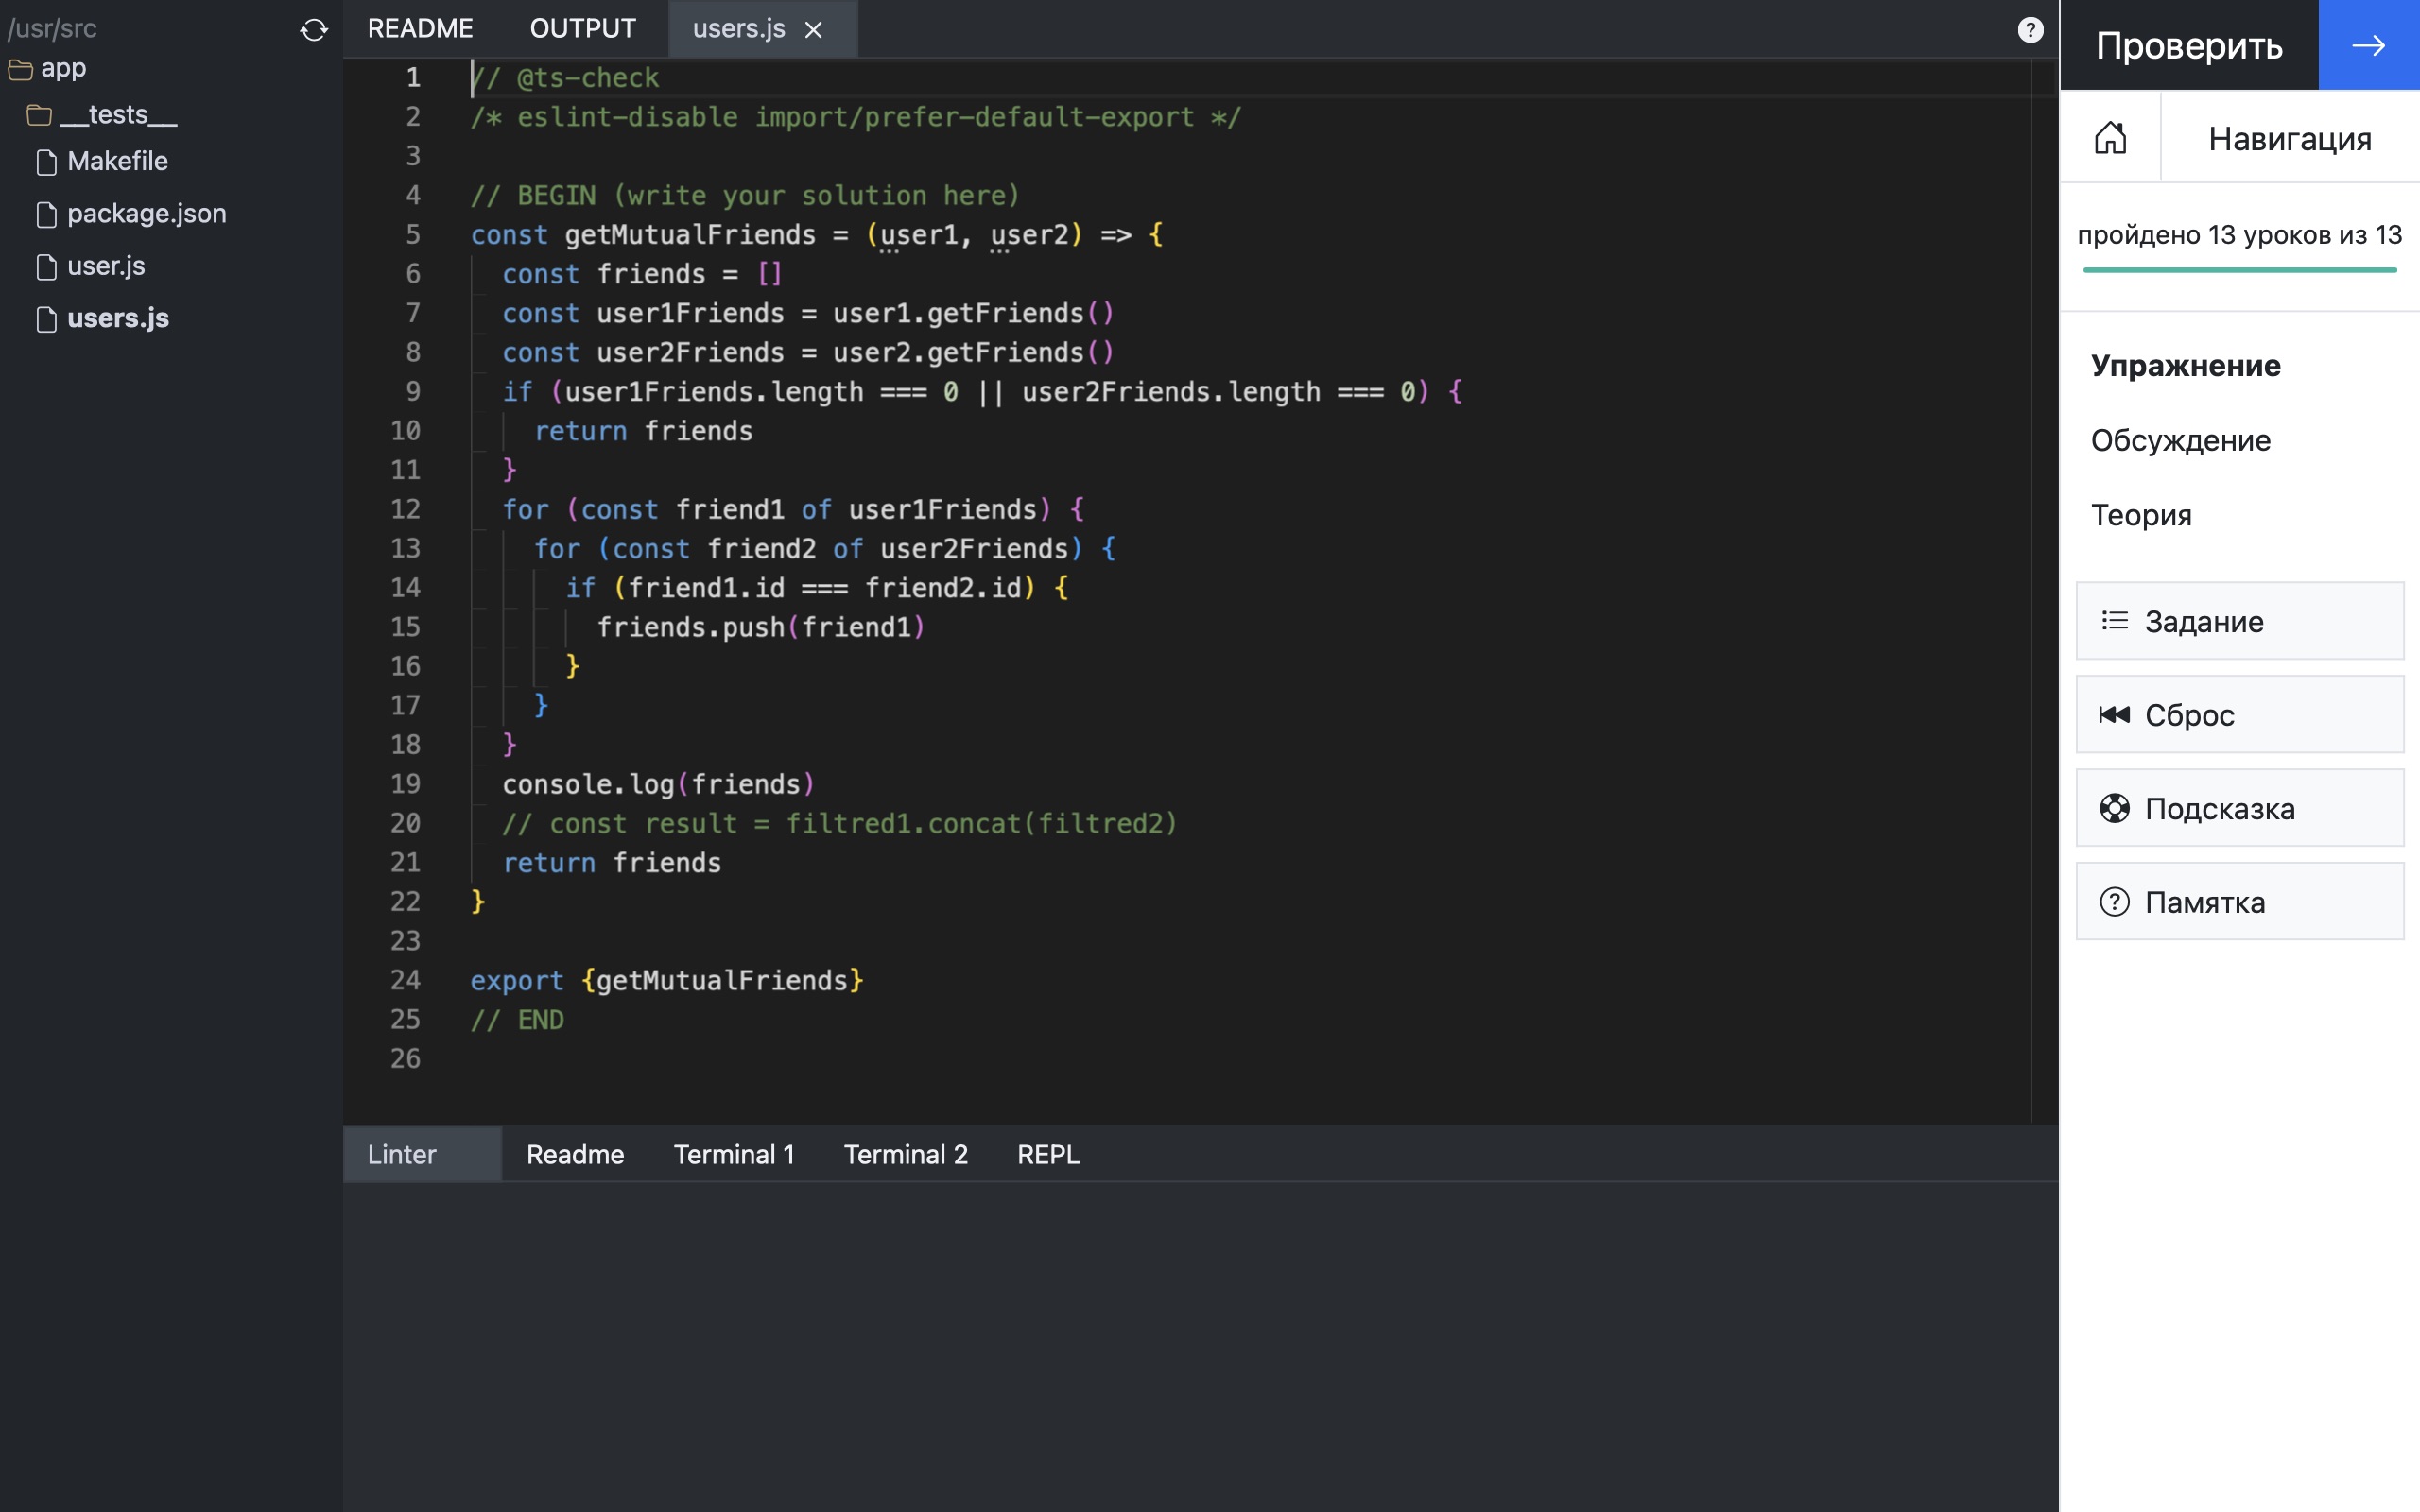 /usr/src
app
__tests__
Makefile
package.json
user.js
users.js
README OUTPUT users.js
1 // @ts-check
2 /* eslint-disable import/prefer-default-export */
3
4 // BEGIN (write your solution here)
5 const getMutualFriends = (user1, user2) => {
6 const friends = []
7 const user1Friends = user1.getFriends()
8 const user2Friends = user2.getFriends()
9 if (user1Friends.length === 0 || user2Friends.length === 0) {
10 return friends
11 }
12 for (const friend1 of user1Friends) {
13 for (const friend2 of user2Friends) {
14 if (friend1.id === friend2.id) {
15 friends.push(friend1)
16 }
17 }
18 }
19 console.log(friends)
20 // const result = filtred1.concat(filtred2)
21 return friends
22 }
23
24 export {getMutualFriends}
25 // END
26
Linter Readme Terminal 1 Terminal 2 REPL
Проверить
Навигация
пройдено 13 уроков из 13
Упражнение
Обсуждение
Теория
Задание
Сброс
Подсказка
Памятка